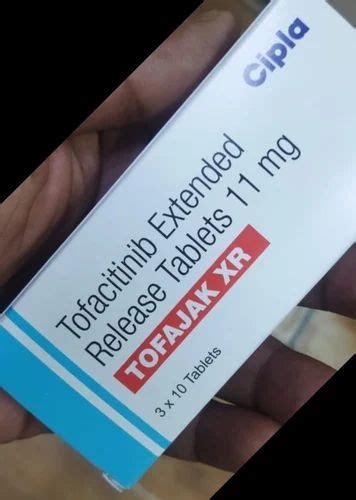 Cipla
Tofacitinib Extended
Release Tablets 11 mg
TOFAJAK XR
3 x 10 Tablets